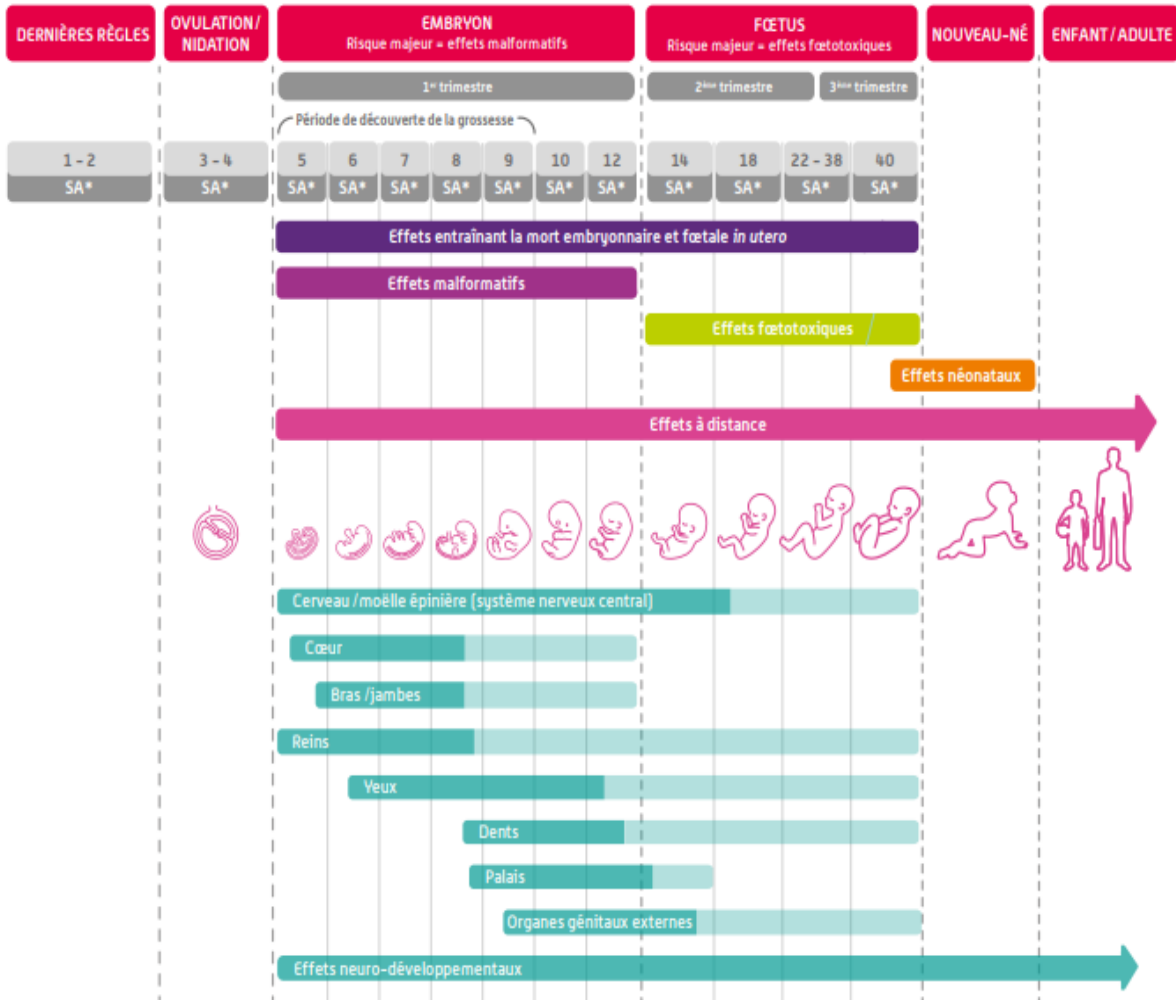 DERNIÈRES RÈGLES
OVULATION/
NIDATION
EMBRYON
Risque majeur = effets malformatifs
FŒTUS
Risque majeur = effets fœtotoxiques
NOUVEAU-NÉ
ENFANT/ADULTE
1er trimestre
2ème trimestre
3ème trimestre
Période de découverte de la grossesse
1 - 2
3 - 4
5
6
7
8
9
10
12
14
18
22 - 38
40
SA*
SA*
SA*
SA*
SA*
SA*
SA*
SA*
SA*
SA*
SA*
SA*
SA*
Effets entraînant la mort embryonnaire et fœtale in utero
Effets malformatifs
Effets fœtotoxiques
Effets néonataux
Effets à distance
Cerveau /moëlle épinière (système nerveux central)
Cœur
Bras /jambes
Reins
Yeux
Dents
Palais
Organes génitaux externes
Effets neuro-développementaux